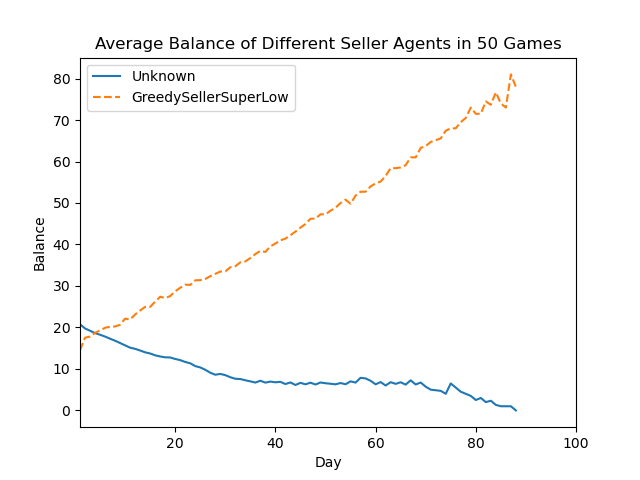 Average Balance of Different Seller Agents in 50 Games
Unknown
GreedySellerSuperLow
80
70
60
50
40
30
20
10
0
Balance
20 40 60 80 100
Day